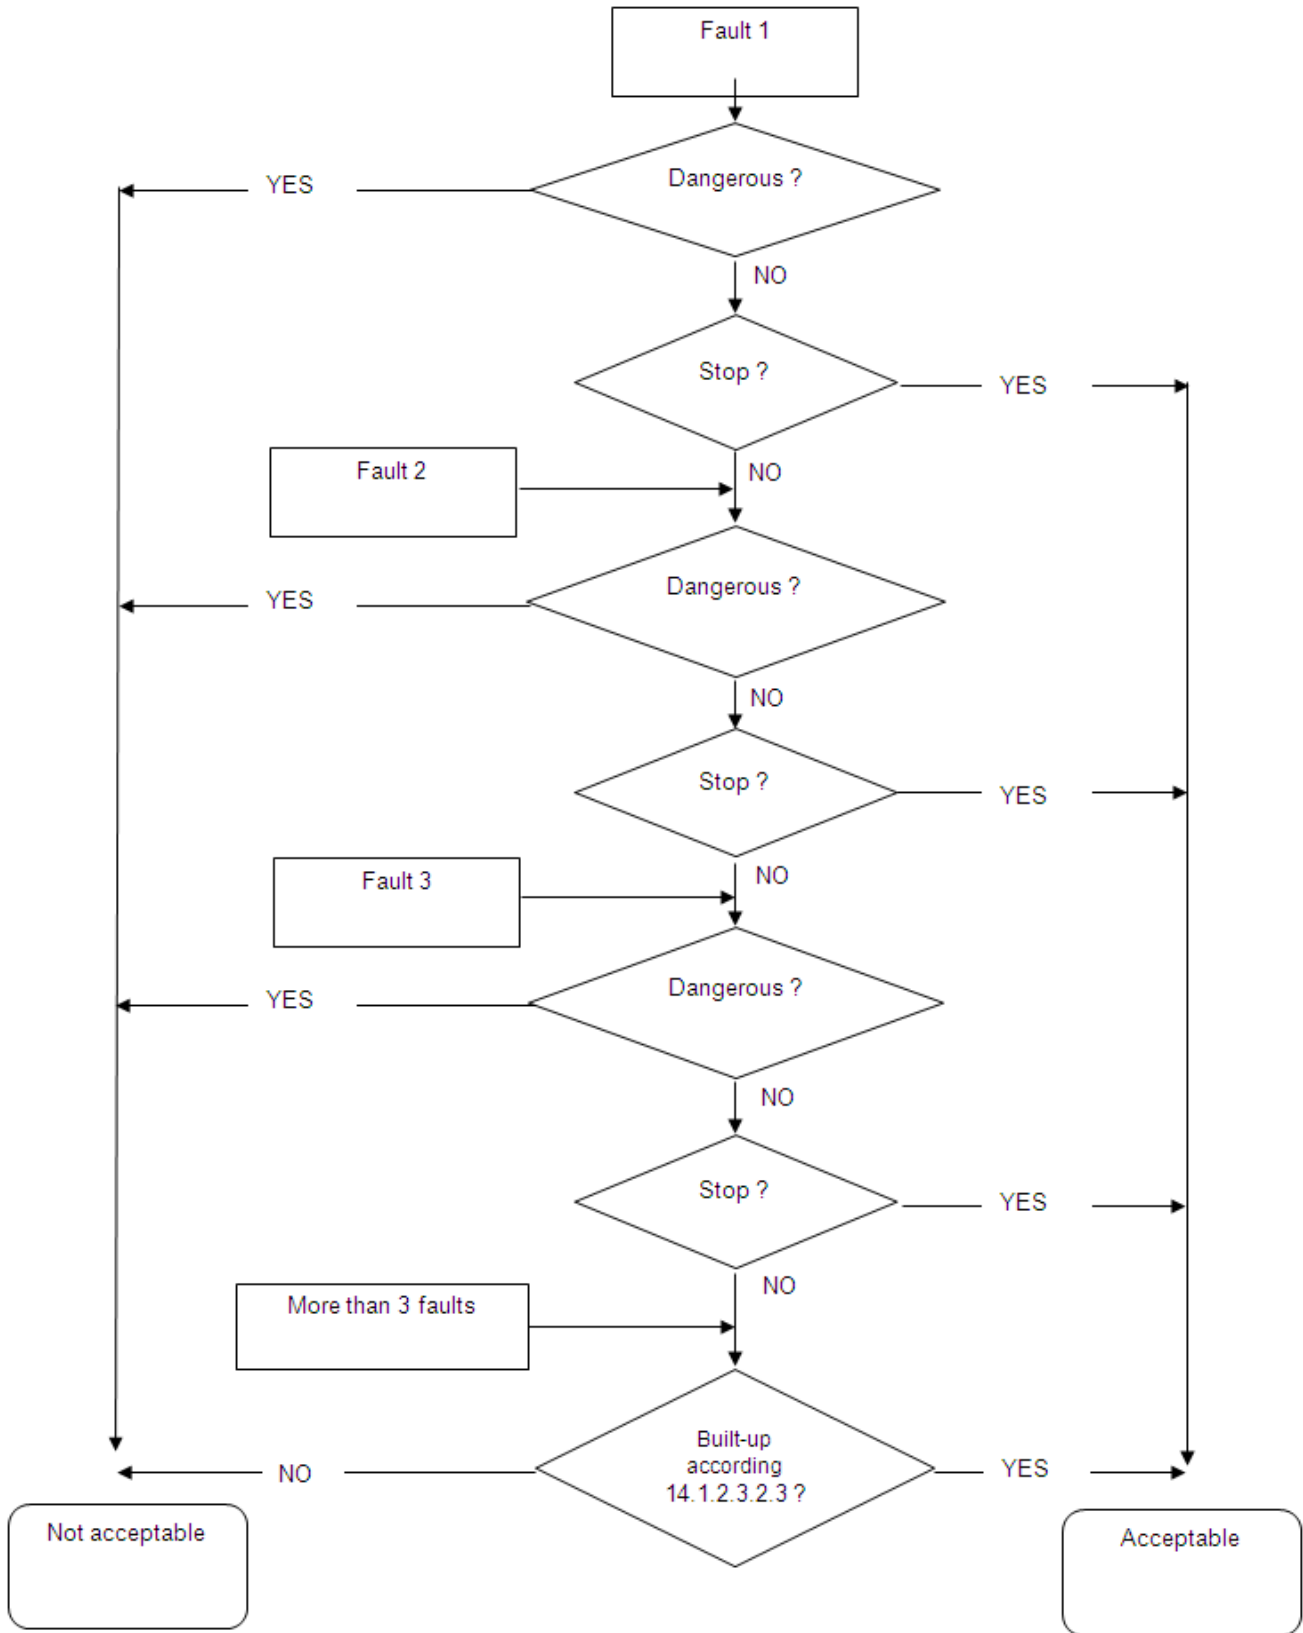 Fault 1
Dangerous ?
YES
NO
Stop ?
YES
NO
Fault 2
Dangerous ?
YES
NO
Stop ?
YES
NO
Fault 3
Dangerous ?
YES
NO
Stop ?
YES
NO
More than 3 faults
Built-up
according
14.1.2.3.2.3 ?
NO
YES
Not acceptable
Acceptable